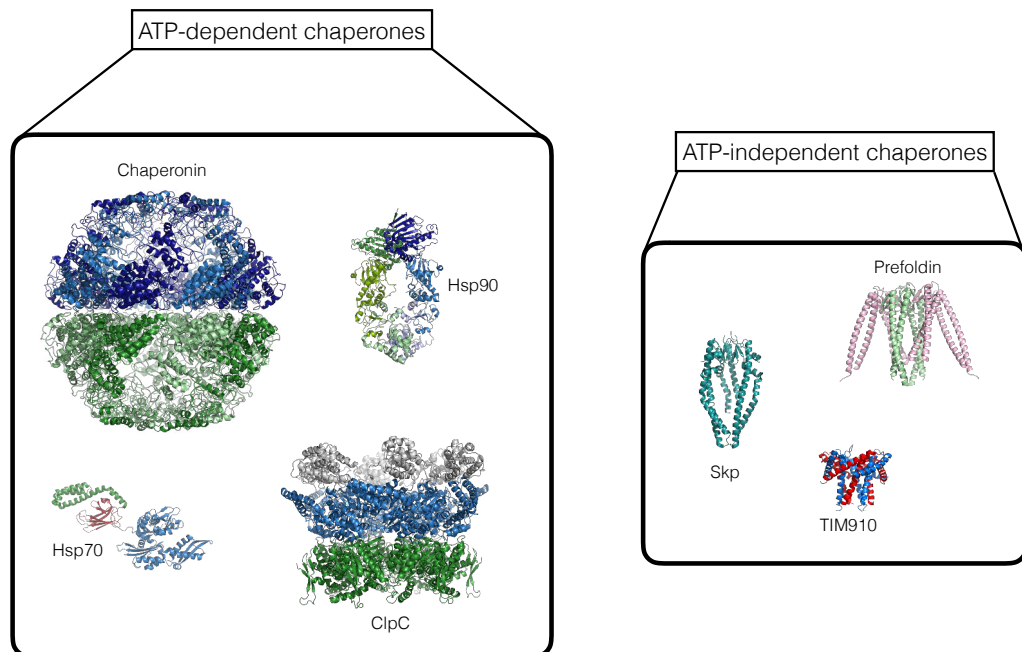 ATP-dependent chaperones
Chaperonin
Hsp90
Hsp70
ClpC
ATP-independent chaperones
Prefoldin
Skp
TIM910